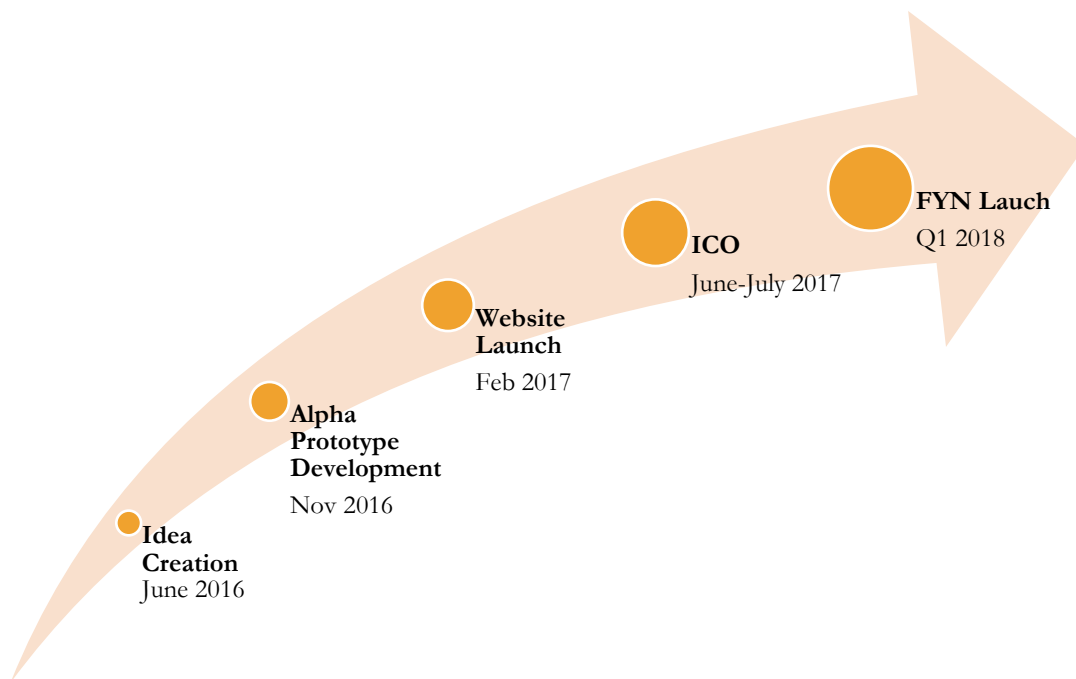 Idea
Creation
June 2016
Alpha
Prototype
Development
Nov 2016
Website
Launch
Feb 2017
ICO
June-July 2017
FYN Lauch
Q1 2018